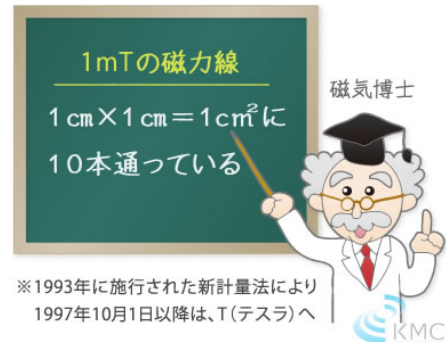 1mTの磁力線
1cm×1cm＝1cm²に
10本通っている
磁気博士
※1993年に施行された新計量法により
1997年10月1日以降は、T(テスラ)へ
KMC